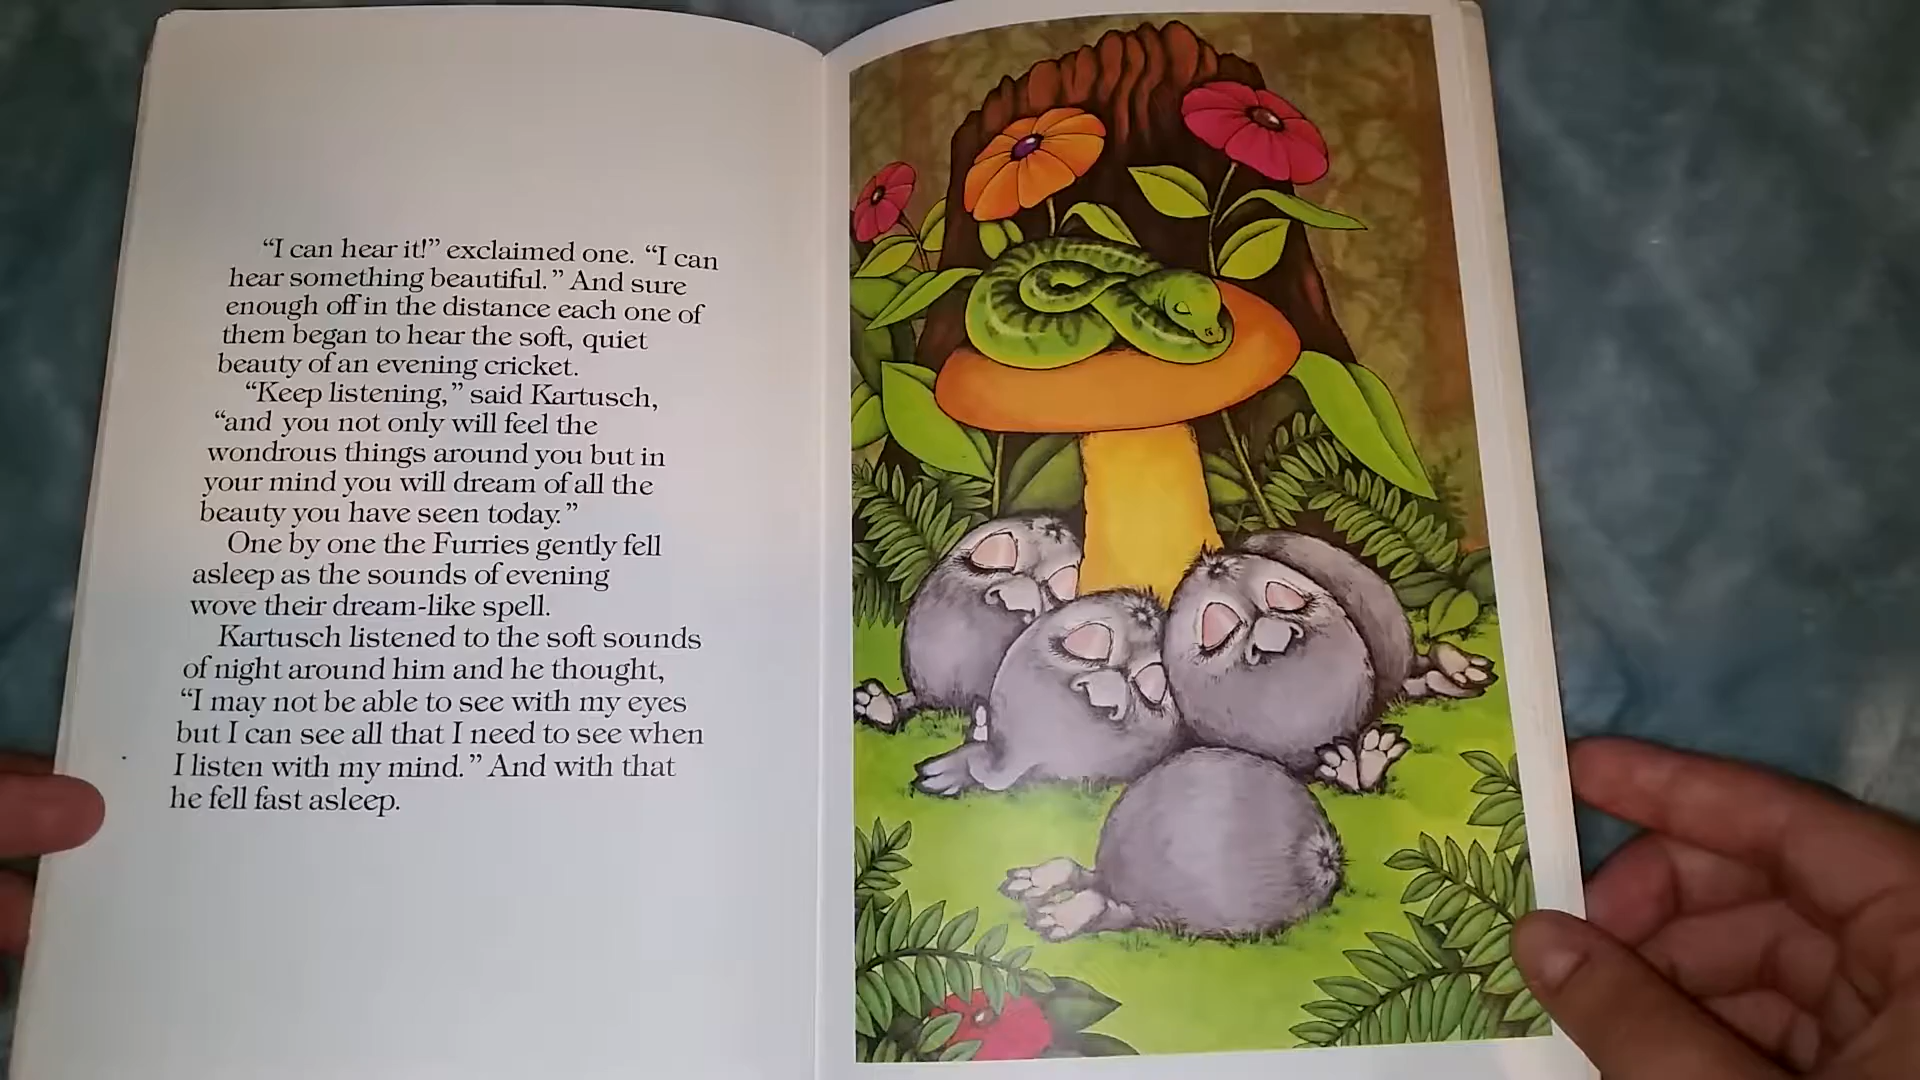 “I can hear it!” exclaimed one. “I can
hear something beautiful.” And sure
enough off in the distance each one of
them began to hear the soft, quiet
beauty of an evening cricket.
“Keep listening,” said Kartusch,
“and you not only will feel the
wondrous things around you but in
your mind you will dream of all the
beauty you have seen today.”
One by one the Furries gently fell
asleep as the sounds of evening
wove their dream-like spell.
Kartusch listened to the soft sounds
of night around him and he thought,
“I may not be able to see with my eyes
but I can see all that I need to see when
I listen with my mind.” And with that
he fell fast asleep.